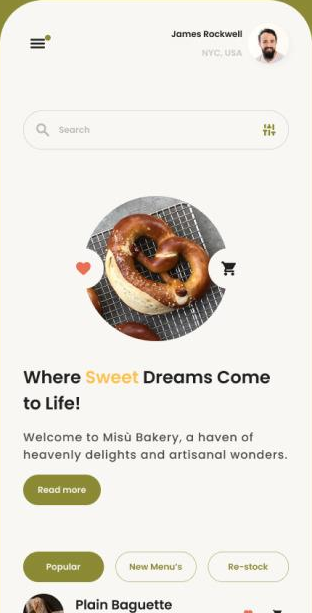 James Rockwell
NYC, USA
Search
Where Sweet Dreams Come
to Life!
Welcome to Misù Bakery, a haven of
heavenly delights and artisanal wonders.
Read more
Popular
New Menu's
Re-stock
Plain Baguette